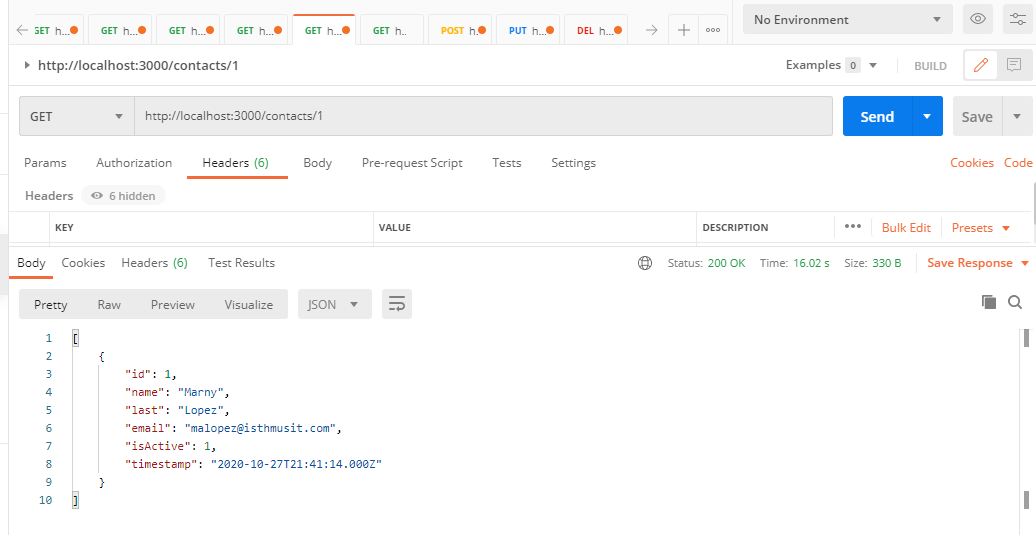 GET h... GET h... GET h... GET h... GET h... GET h.. POST h. PUT h... DEL h... No Environment
http://localhost:3000/contacts/1 Examples 0 BUILD
GET http://localhost:3000/contacts/1 Send Save
Params Authorization Headers (6) Body Pre-request Script Tests Settings Cookies Code
Headers 6 hidden
KEY VALUE DESCRIPTION ••• Bulk Edit Presets
Body Cookies Headers (6) Test Results Status: 200 OK Time: 16.02 s Size: 330 B Save Response
Pretty Raw Preview Visualize JSON
1 [
2 {
3 "id": 1,
4 "name": "Marny",
5 "last": "Lopez",
6 "email": "malopez@isthmusit.com",
7 "isActive": 1,
8 "timestamp": "2020-10-27T21:41:14.000Z"
9 }
10 ]